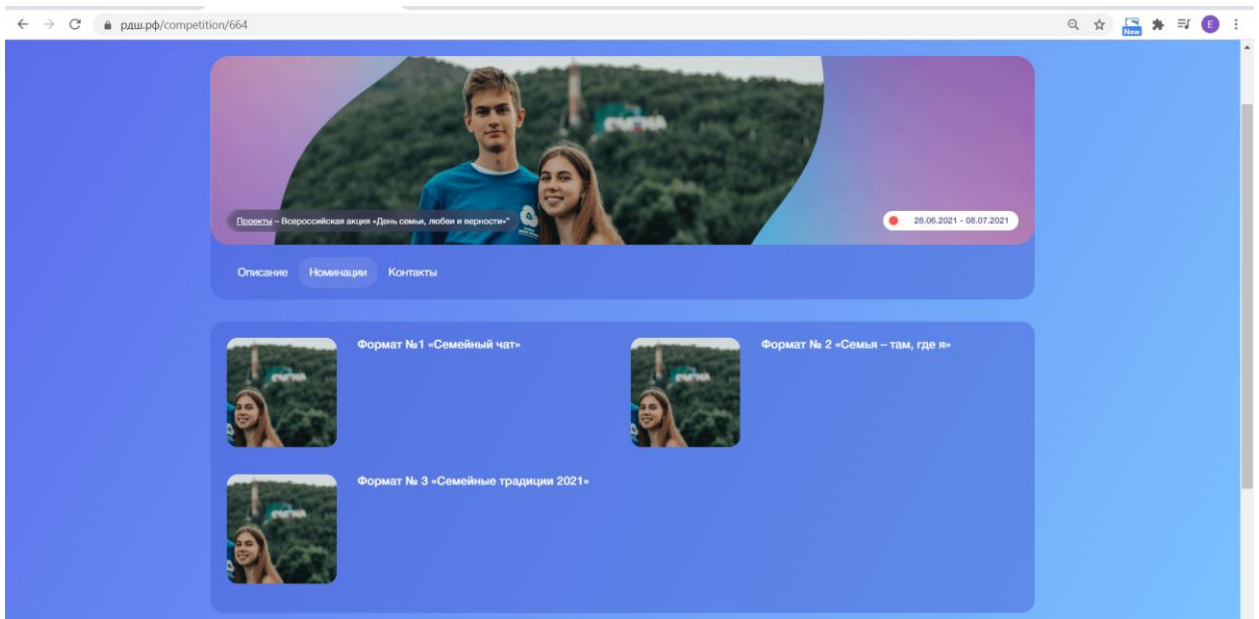 рдш.рф/competition/664
New
E
Проекты – Всероссийская акция «День семьи, любви и верности»"
28.06.2021 - 08.07.2021
Описание Номинации Контакты
Формат №1 «Семейный чат»
Формат № 2 «Семья – там, где я»
Формат № 3 «Семейные традиции 2021»